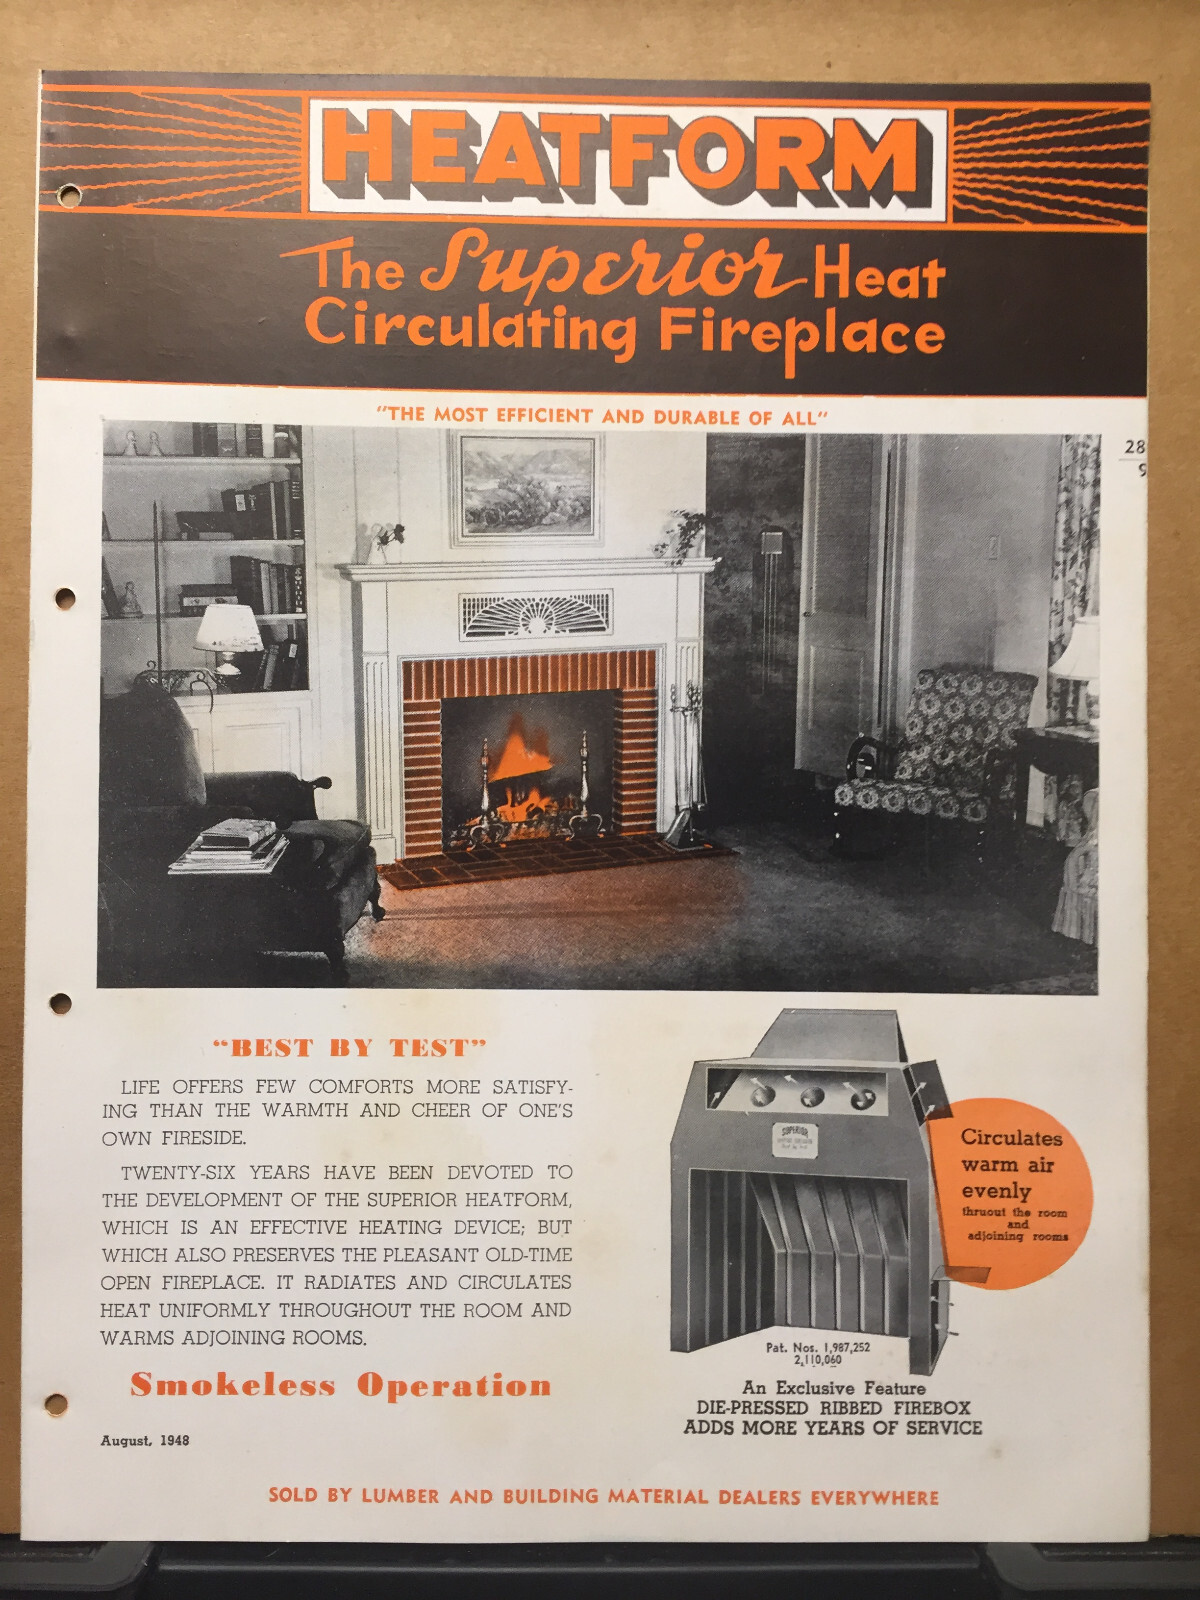 HEATFORM
The Superior Heat
Circulating Fireplace
"THE MOST EFFICIENT AND DURABLE OF ALL"
28
9
"BEST BY TEST"
LIFE OFFERS FEW COMFORTS MORE SATISFY-
ING THAN THE WARMTH AND CHEER OF ONE'S
OWN FIRESIDE.
TWENTY-SIX YEARS HAVE BEEN DEVOTED TO
THE DEVELOPMENT OF THE SUPERIOR HEATFORM,
WHICH IS AN EFFECTIVE HEATING DEVICE; BUT
WHICH ALSO PRESERVES THE PLEASANT OLD-TIME
OPEN FIREPLACE. IT RADIATES AND CIRCULATES
HEAT UNIFORMLY THROUGHOUT THE ROOM AND
WARMS ADJOINING ROOMS.
Smokeless Operation
August, 1948
SUPERIOR
Circulates
warm air
evenly
thruout the room
and
adjoining rooms
Pat. Nos. 1,987,252
2,110,060
An Exclusive Feature
DIE-PRESSED RIBBED FIREBOX
ADDS MORE YEARS OF SERVICE
SOLD BY LUMBER AND BUILDING MATERIAL DEALERS EVERYWHERE